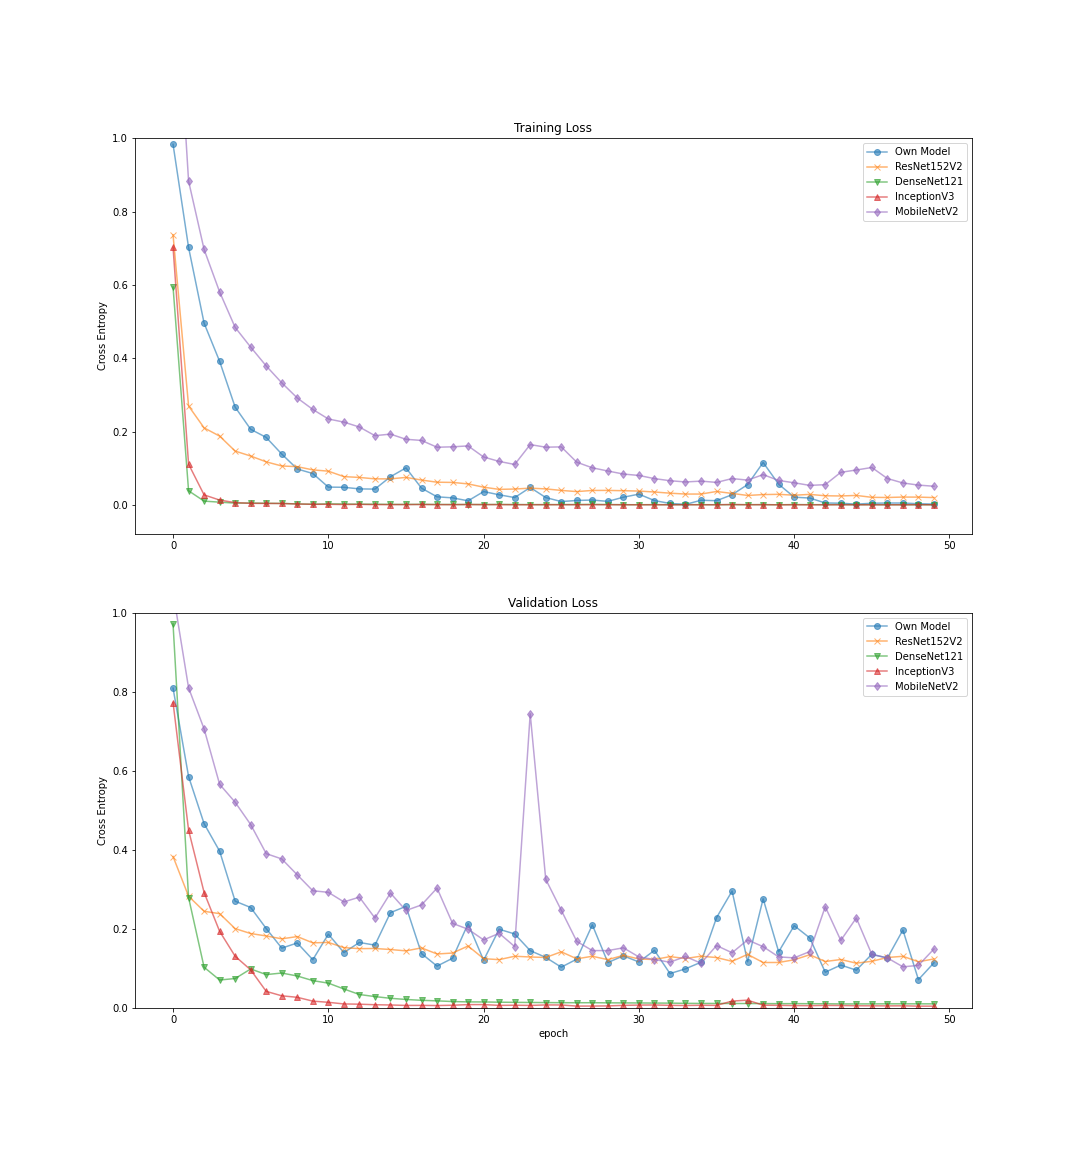 Training Loss
1.0
0.8
0.6
0.4
0.2
0.0
Cross Entropy
Own Model
ResNet152V2
DenseNet121
InceptionV3
MobileNetV2
0 10 20 30 40 50
Validation Loss
1.0
0.8
0.6
0.4
0.2
0.0
Cross Entropy
Own Model
ResNet152V2
DenseNet121
InceptionV3
MobileNetV2
0 10 20 30 40 50
epoch